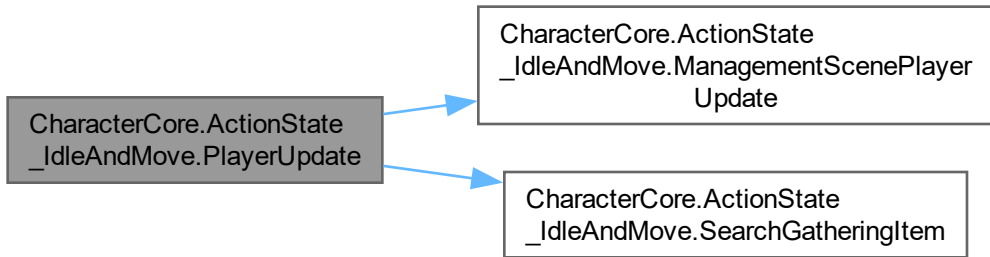 CharacterCore.ActionState
_IdleAndMove.PlayerUpdate
CharacterCore.ActionState
_IdleAndMove.ManagementScenePlayer
Update
CharacterCore.ActionState
_IdleAndMove.SearchGatheringItem